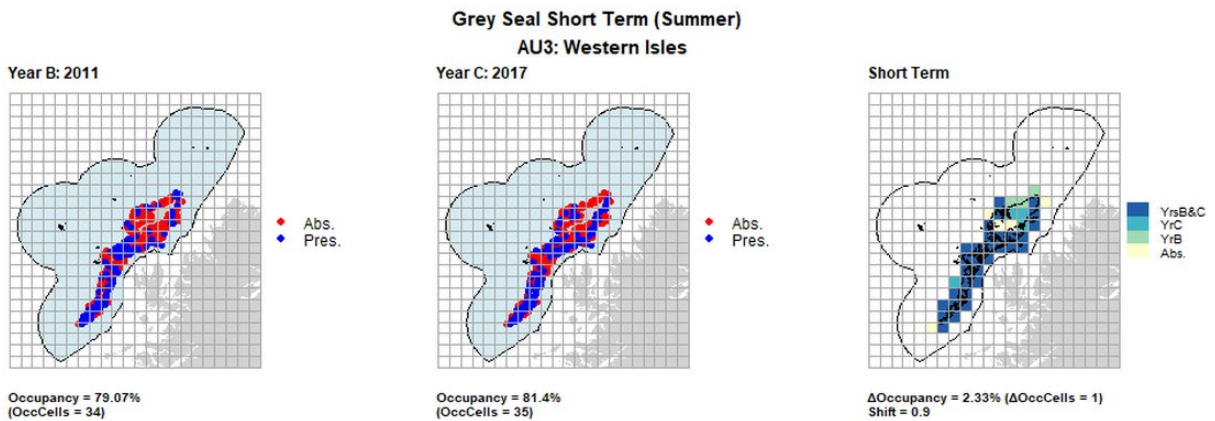 Grey Seal Short Term (Summer)
AU3: Western Isles
Year B: 2011
Abs.
Pres.
Occupancy = 79.07%
(OccCells = 34)
Year C: 2017
Abs.
Pres.
Occupancy = 81.4%
(OccCells = 35)
Short Term
YrsB&C
YrC
YrB
Abs.
ΔOccupancy = 2.33% (ΔOccCells = 1)
Shift = 0.9